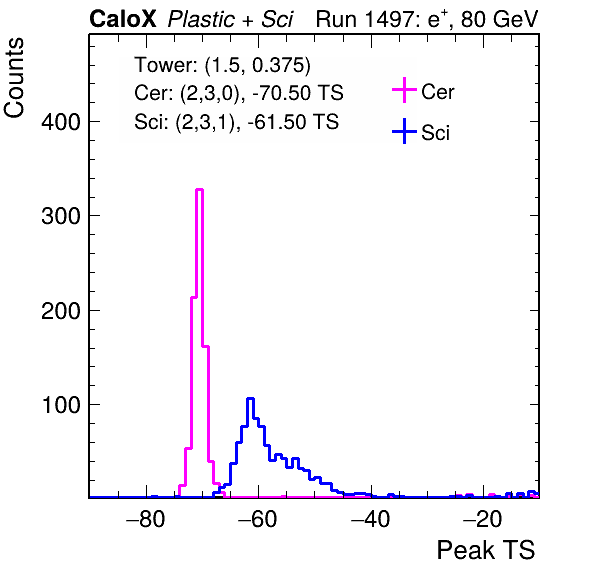 CaloX Plastic + Sci Run 1497: e⁺, 80 GeV
Counts
Tower: (1.5, 0.375)
Cer: (2,3,0), -70.50 TS
Sci: (2,3,1), -61.50 TS
Cer
Sci
400
300
200
100
−80 −60 −40 −20
Peak TS